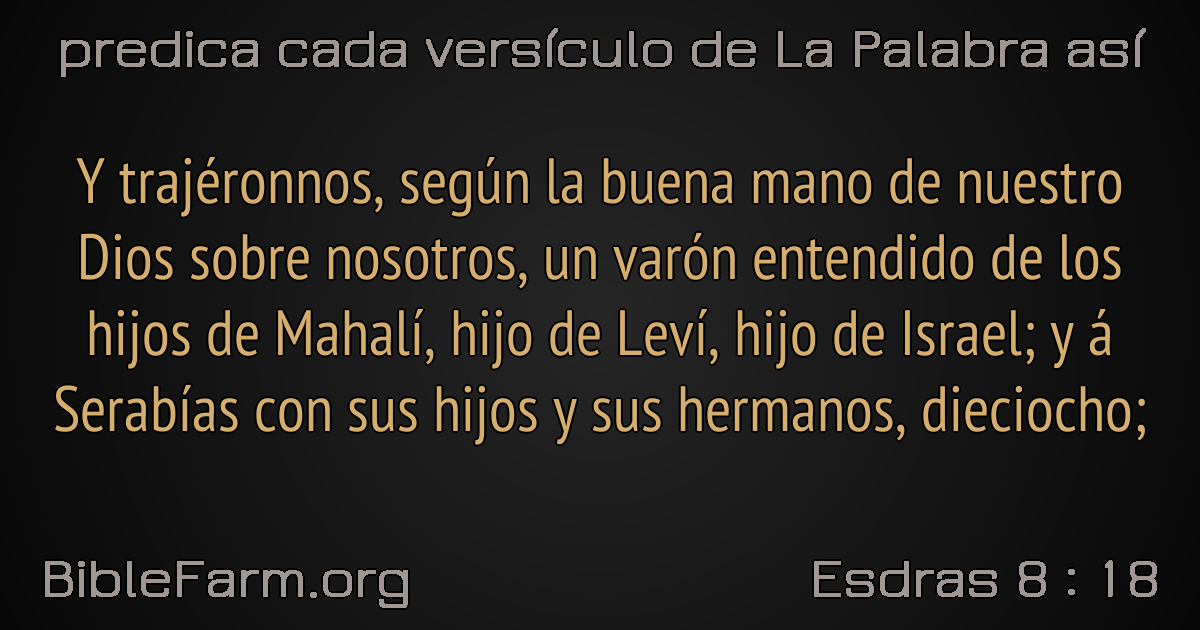 predica cada versículo de La Palabra así
Y trajéronnos, según la buena mano de nuestro
Dios sobre nosotros, un varón entendido de los
hijos de Mahalí, hijo de Leví, hijo de Israel; y á
Serabías con sus hijos y sus hermanos, dieciocho;
BibleFarm.org
Esdras 8 : 18